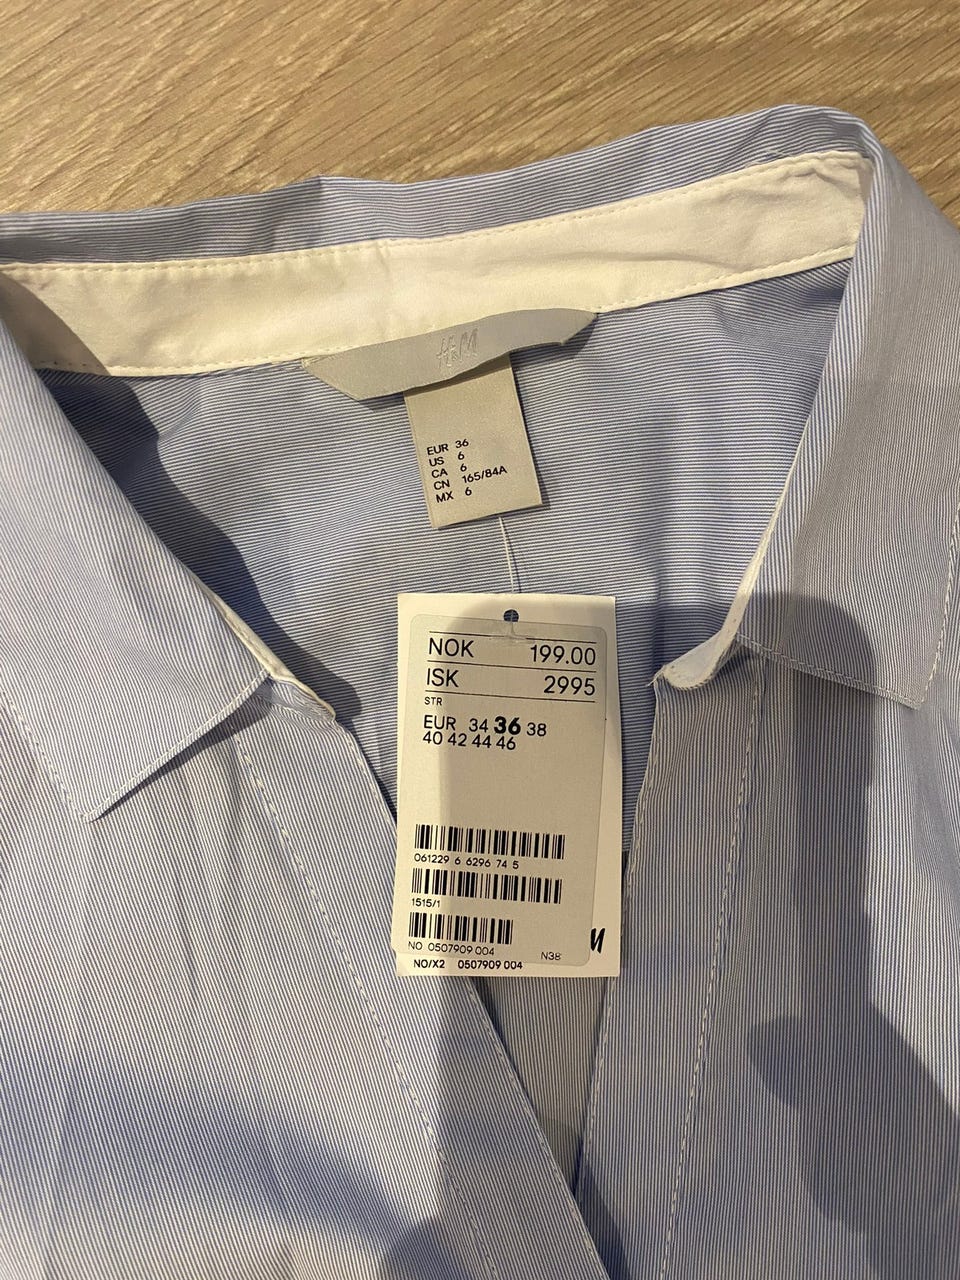 H&M
EUR 36
US 6
CA 6
CN 165/84A
MX 6
NOK 199.00
ISK 2995
STR
EUR 34 36 38
40 42 44 46
061229 6 6296 74 5
1515/1
NO 0507909 004
N38
NO/X2 0507909 004
M